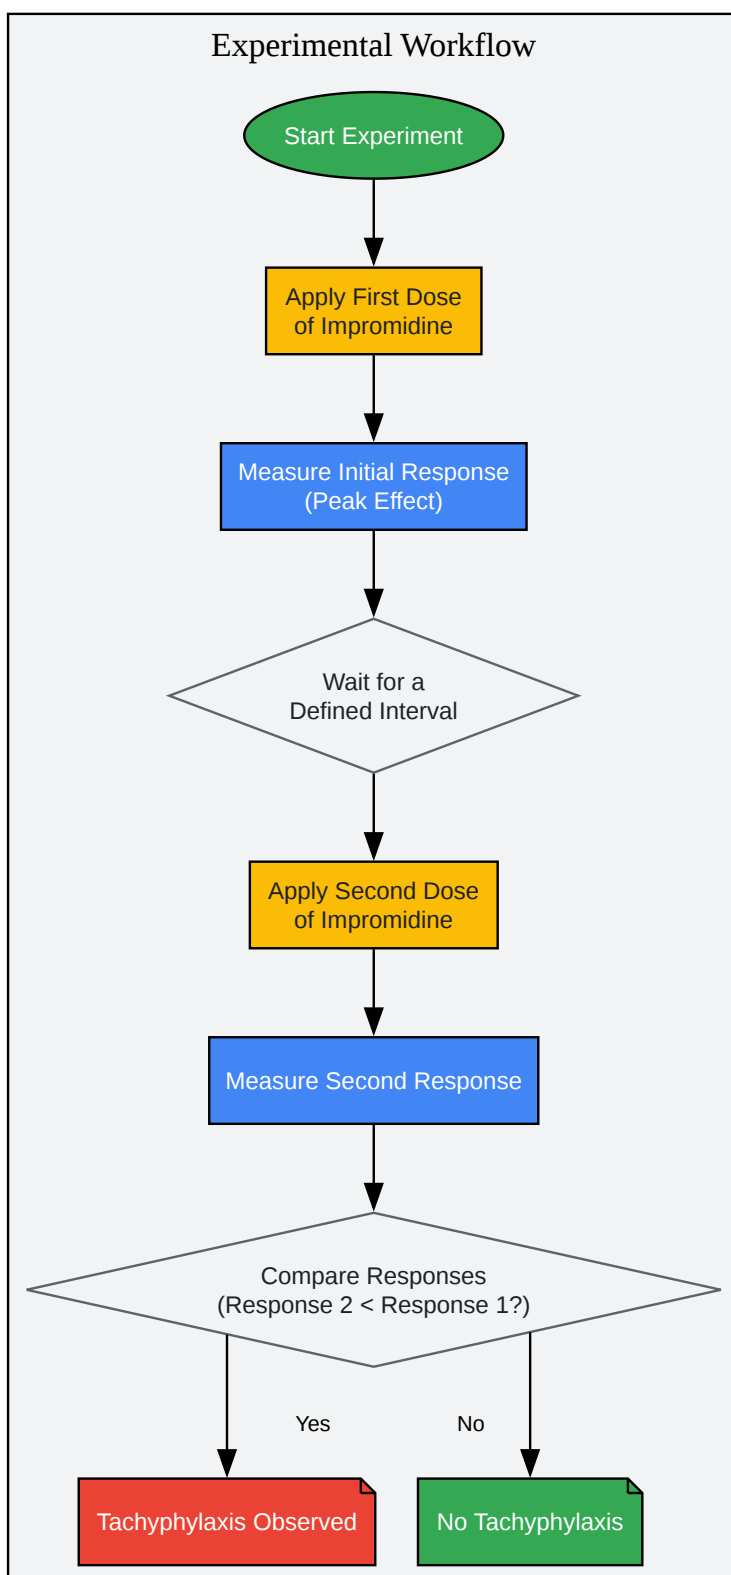 Experimental Workflow
Start Experiment
Apply First Dose
of Impromidine
Measure Initial Response
(Peak Effect)
Wait for a
Defined Interval
Apply Second Dose
of Impromidine
Measure Second Response
Compare Responses
(Response 2 < Response 1?)
Yes
No
Tachyphylaxis Observed
No Tachyphylaxis